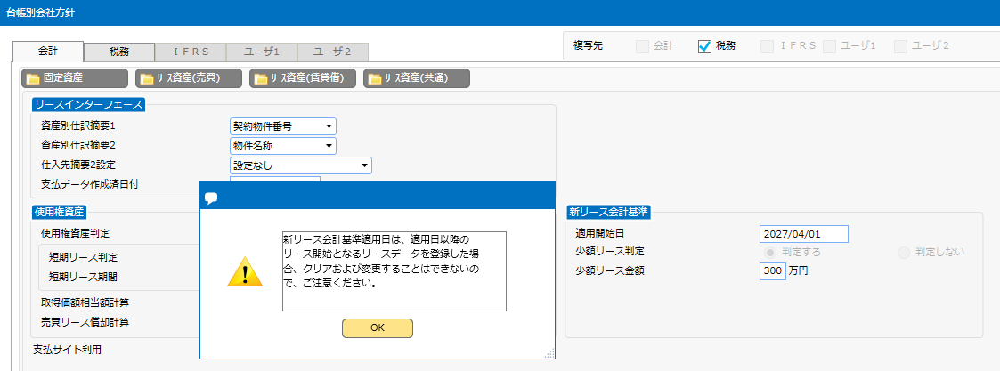 台帳別会社方針
会計
税務
ＩＦＲＳ
ユーザ1
ユーザ２
複写先
会計
税務
ＩＦＲＳ
ユーザ1
ユーザ２
固定資産
ﾘｰｽ資産(売買)
ﾘｰｽ資産(賃貸借)
ﾘｰｽ資産(共通)
リースインターフェース
資産別仕訳摘要1
契約物件番号
資産別仕訳摘要2
物件名称
仕入先摘要2設定
設定なし
支払データ作成済日付
使用権資産
使用権資産判定
短期リース判定
短期リース期間
取得価額相当額計算
売買リース償却計算
支払サイト利用
新リース会計基準適用日は、適用日以降の
リース開始となるリースデータを登録した場
合、クリアおよび変更することはできないの
で、ご注意ください。
OK
新リース会計基準
適用開始日
2027/04/01
少額リース判定
判定する
判定しない
少額リース金額
300
万円